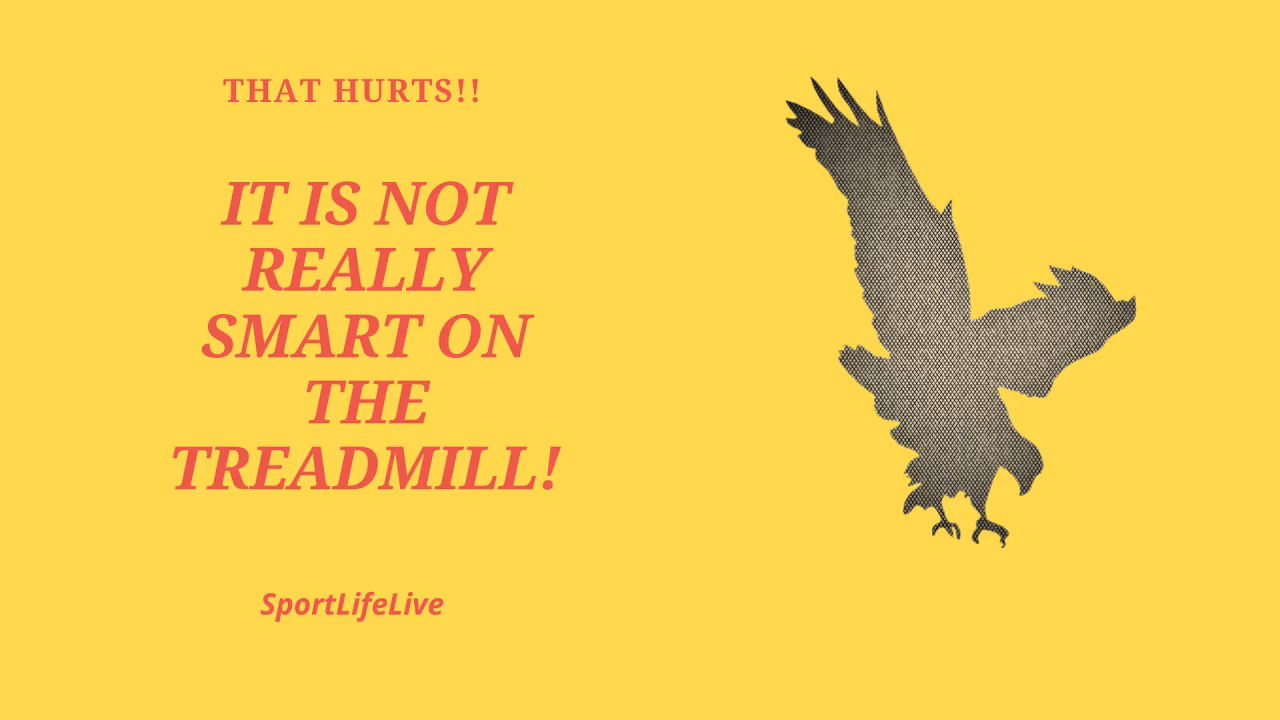 THAT HURTS!!
IT IS NOT
REALLY
SMART ON
THE
TREADMILL!
SportLifeLive